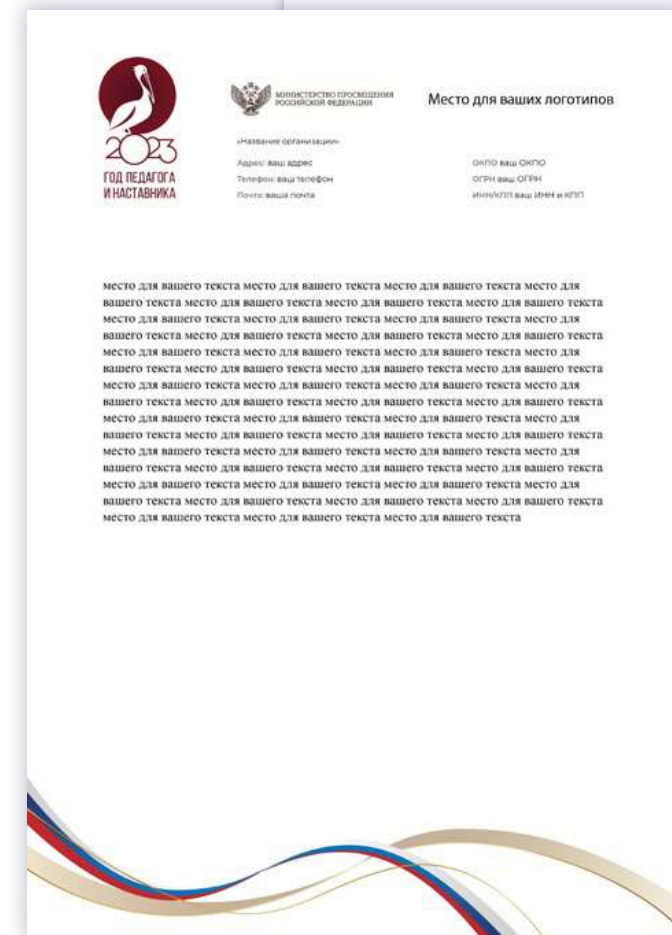 2023
ГОД ПЕДАГОГА
И НАСТАВНИКА
МИНИСТЕРСТВО ПРОСВЕЩЕНИЯ
РОССИЙСКОЙ ФЕДЕРАЦИИ
Место для ваших логотипов
«Название организации»
Адрес: ваш адрес
Телефон: ваш телефон
Почта: ваша почта
ОКПО ваш ОКПО
ОГРН ваш ОГРН
ИНН/КПП ваш ИНН и КПП
место для вашего текста место для вашего текста место для вашего текста место для
вашего текста место для вашего текста место для вашего текста место для вашего текста
место для вашего текста место для вашего текста место для вашего текста место для
вашего текста место для вашего текста место для вашего текста место для вашего текста
место для вашего текста место для вашего текста место для вашего текста место для
вашего текста место для вашего текста место для вашего текста место для вашего текста
место для вашего текста место для вашего текста место для вашего текста место для
вашего текста место для вашего текста место для вашего текста место для вашего текста
место для вашего текста место для вашего текста место для вашего текста место для
вашего текста место для вашего текста место для вашего текста место для вашего текста
место для вашего текста место для вашего текста место для вашего текста место для
вашего текста место для вашего текста место для вашего текста место для вашего текста
место для вашего текста место для вашего текста место для вашего текста место для
вашего текста место для вашего текста место для вашего текста место для вашего текста
место для вашего текста место для вашего текста место для вашего текста